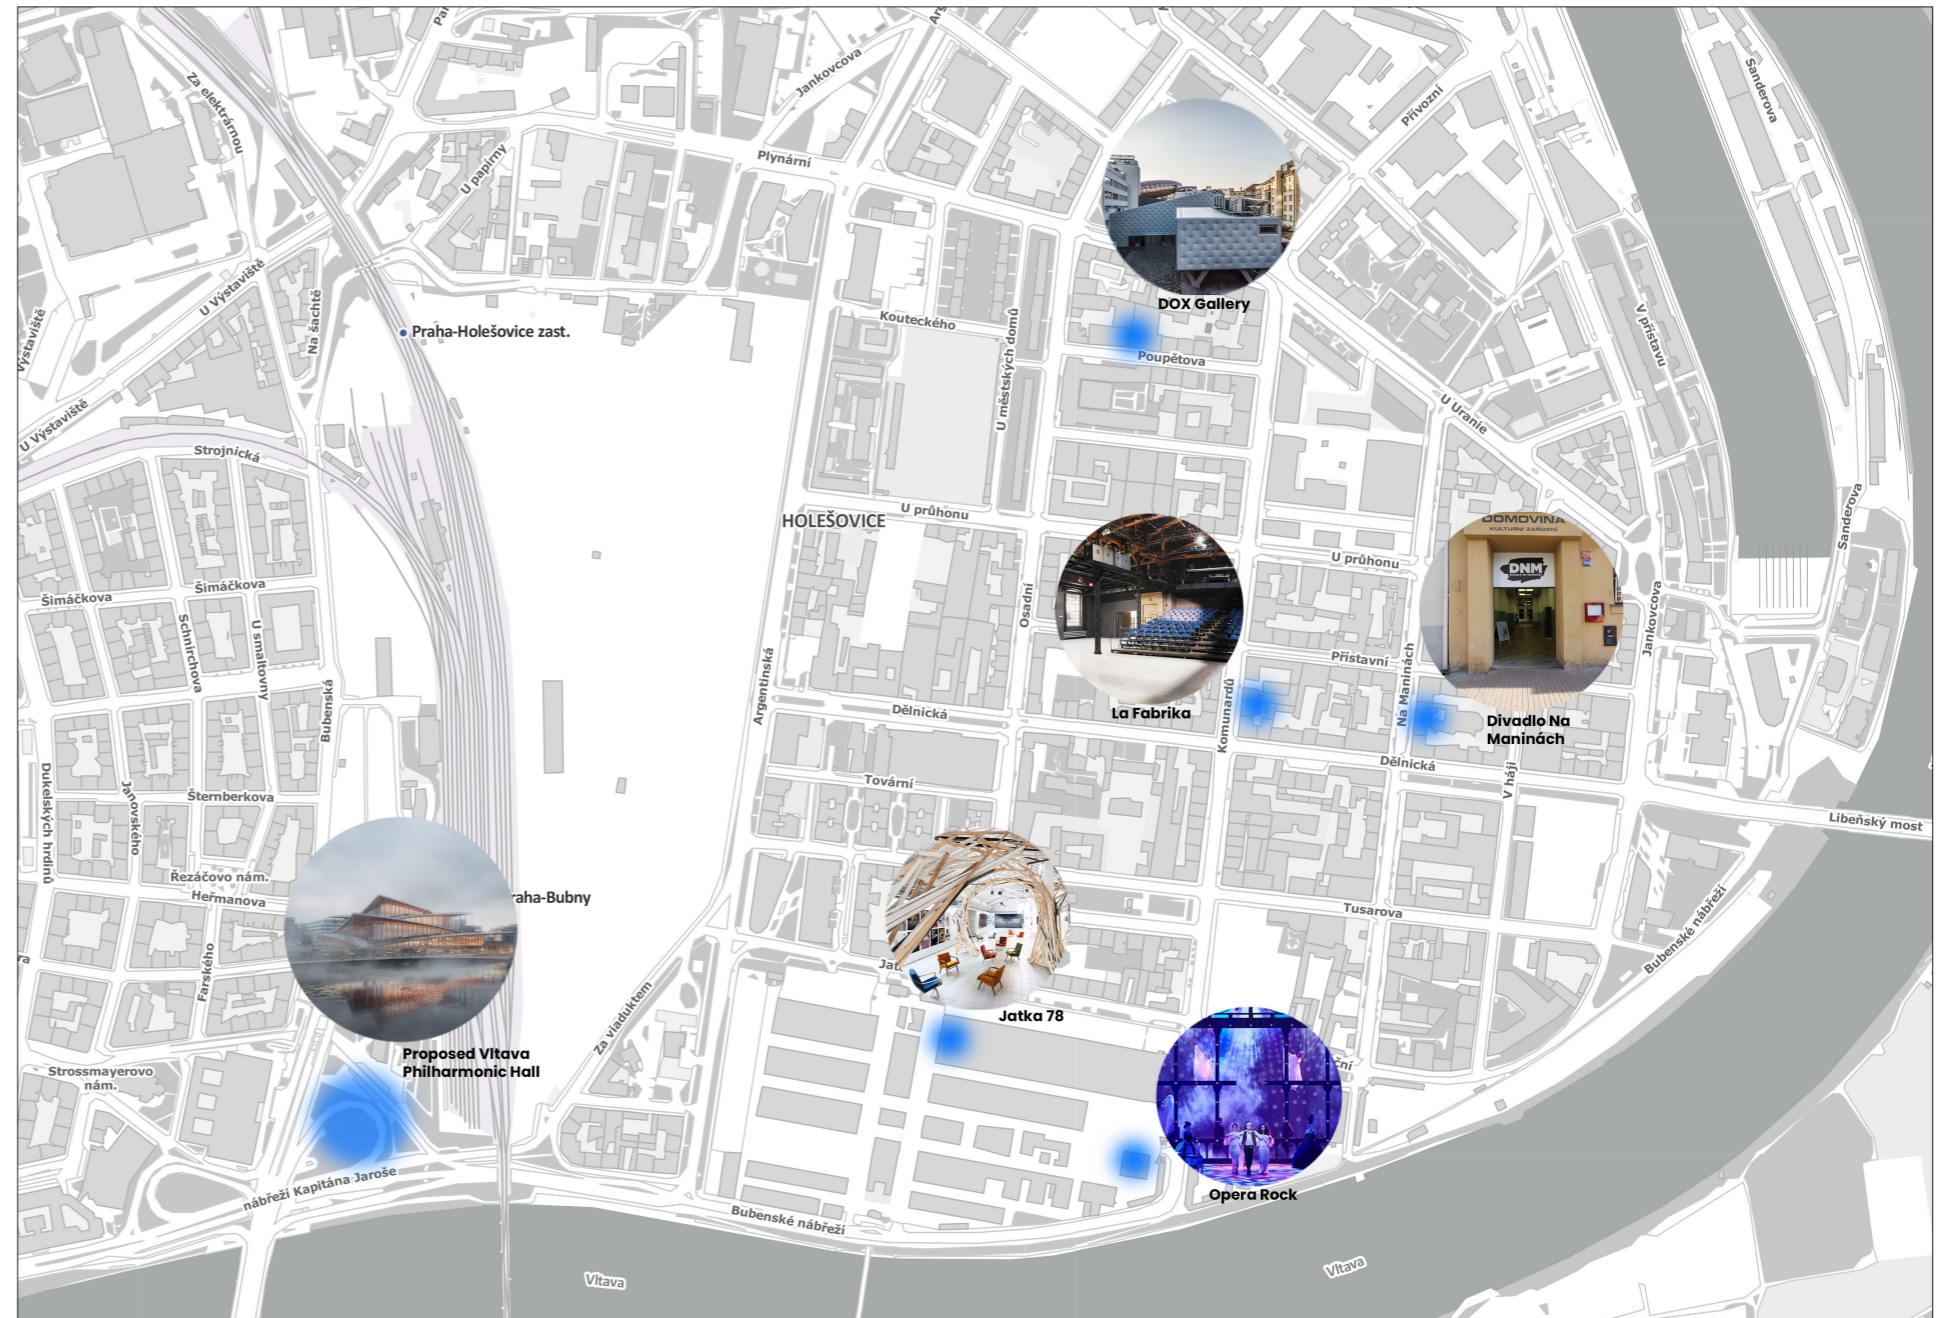 Za elektrárnou
Jankovcova
Sanderova
Přívozní
Plynární
U papírny
U Výstaviště
Na šachtě
DOX Gallery
Praha-Holešovice zast.
Kouteckého
U městských domů
Poupětova
V přístavu
Výstaviště
U Výstaviště
U Uranie
Strojnická
HOLEŠOVICE
U průhonu
DOMOVINA
KULTURNÍ ZAŘÍZENÍ
DNM
U průhonu
Sanderova
Šimáčkova
Šimáčkova
Osadní
Jankovcova
Schnirchova
U smaltovny
Bubenská
Argentinská
Přístavní
Na Maninách
Komunardů
Dělnická
La Fabrika
Divadlo Na
Maninách
Dělnická
V háji
Dukelských hrdinů
Janovského
Šternberkova
Tovární
Libeňský most
Řezáčovo nám.
Heřmanova
raha-Bubny
Tusarova
Bubenské nábřeží
Farského
Jat
Za viaduktem
Jatka 78
Proposed Vltava
Philharmonic Hall
Strossmayerovo
nám.
ční
nábřeží Kapitána Jaroše
Opera Rock
Bubenské nábřeží
Vltava
Vltava